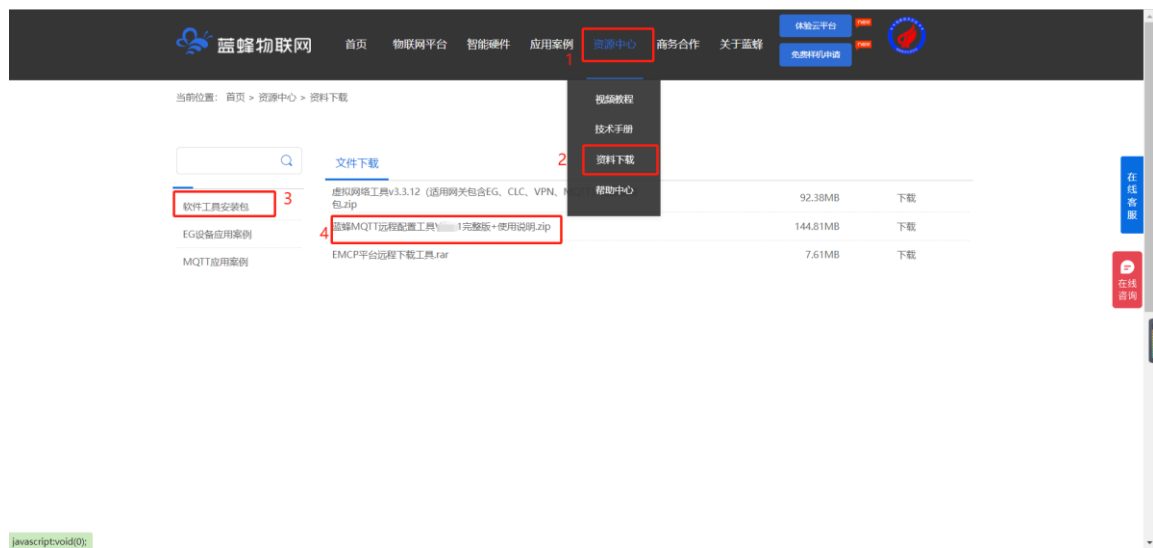 体验云平台
new
蓝蜂物联网
首页 物联网平台 智能硬件 应用案例 资源中心 商务合作 关于蓝蜂
免费样机申请
new
1
当前位置: 首页 > 资源中心 > 资料下载
视频教程
技术手册
文件下载
2
资料下载
帮助中心
虚拟网络工具v3.3.12 (适用网关包含EG、CLC、VPN、
包.zip
92.38MB
下载
3
软件工具安装包
4
蓝蜂MQTT远程配置工具 1完整版+使用说明.zip
144.81MB
下载
EG设备应用案例
EMCP平台远程下载工具.rar
7.61MB
下载
MQTT应用案例
在线客服
在线
咨询
javascript:void(0);